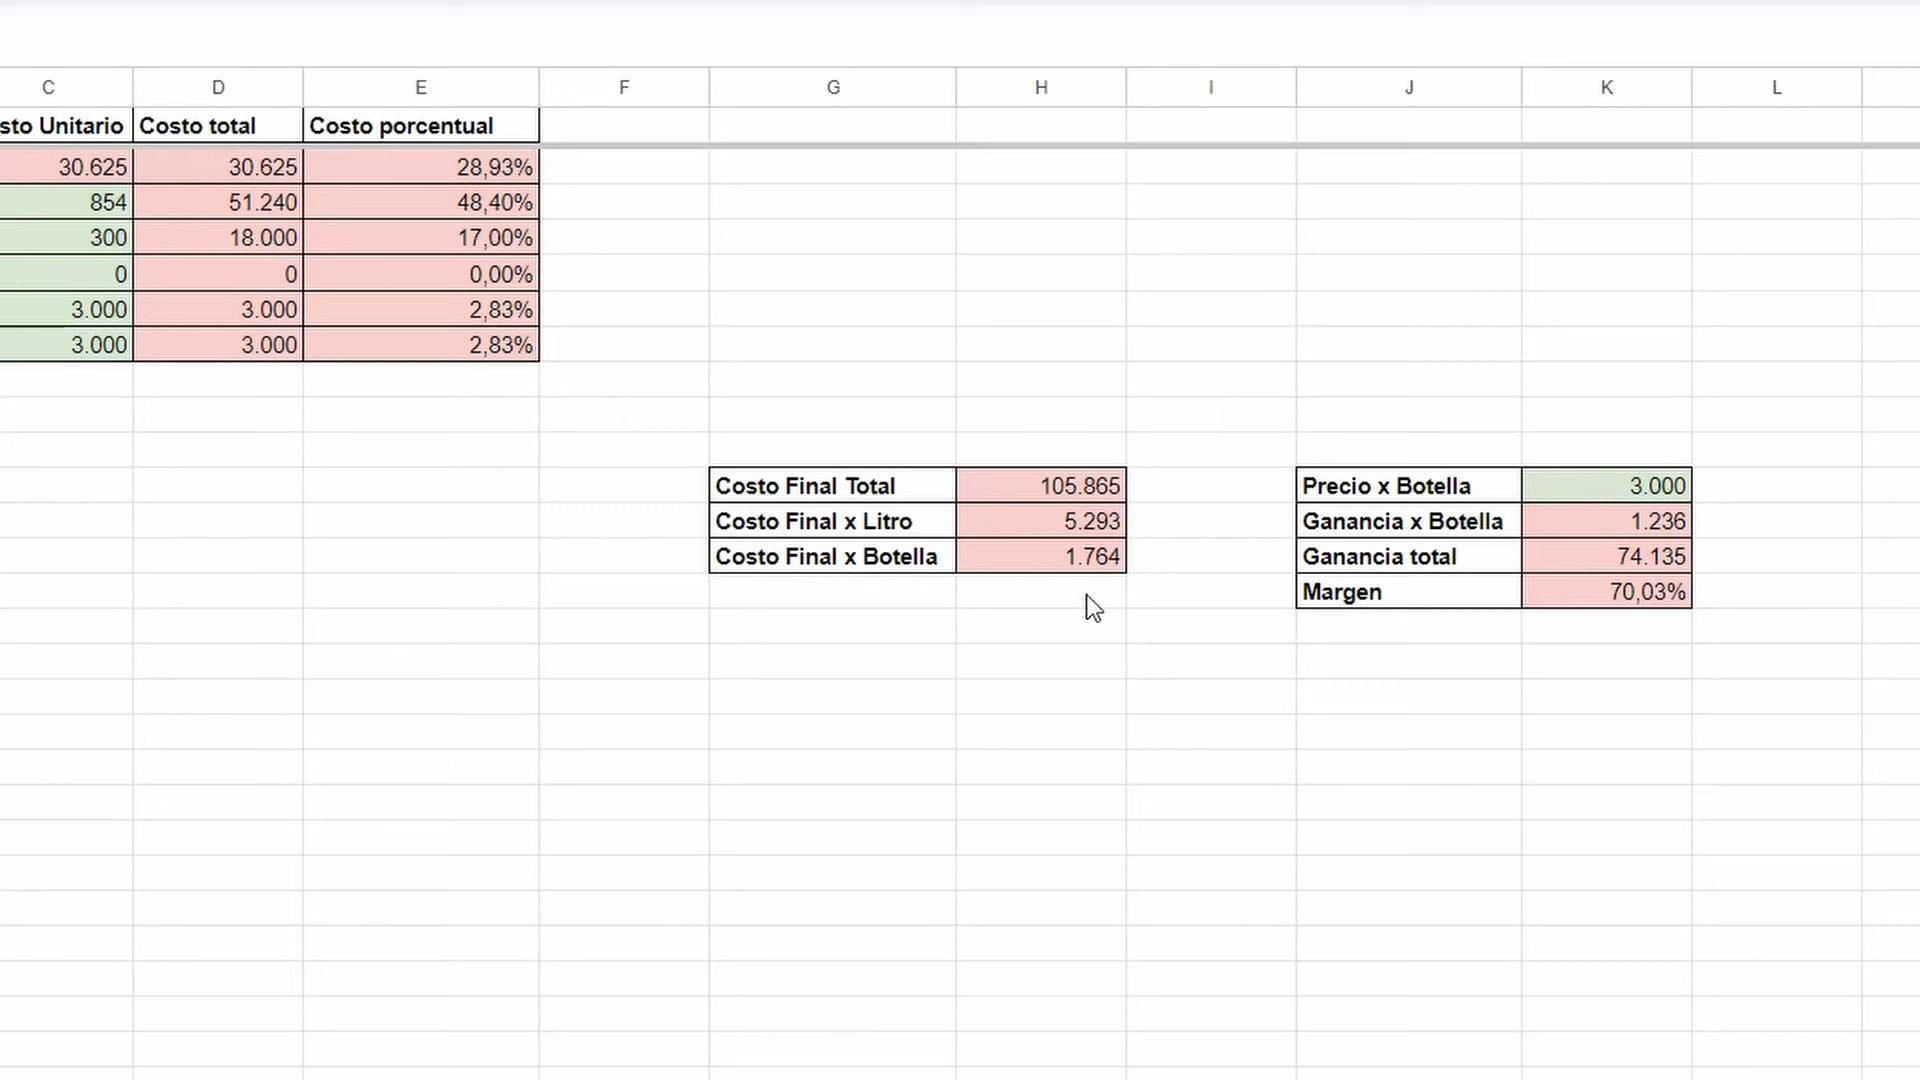 C D E F G H I J K L
sto Unitario Costo total Costo porcentual
30.625 30.625 28,93%
854 51.240 48,40%
300 18.000 17,00%
0 0 0,00%
3.000 3.000 2,83%
3.000 3.000 2,83%
Costo Final Total 105.865 Precio x Botella 3.000
Costo Final x Litro 5.293 Ganancia x Botella 1.236
Costo Final x Botella 1.764 Ganancia total 74.135
Margen 70,03%